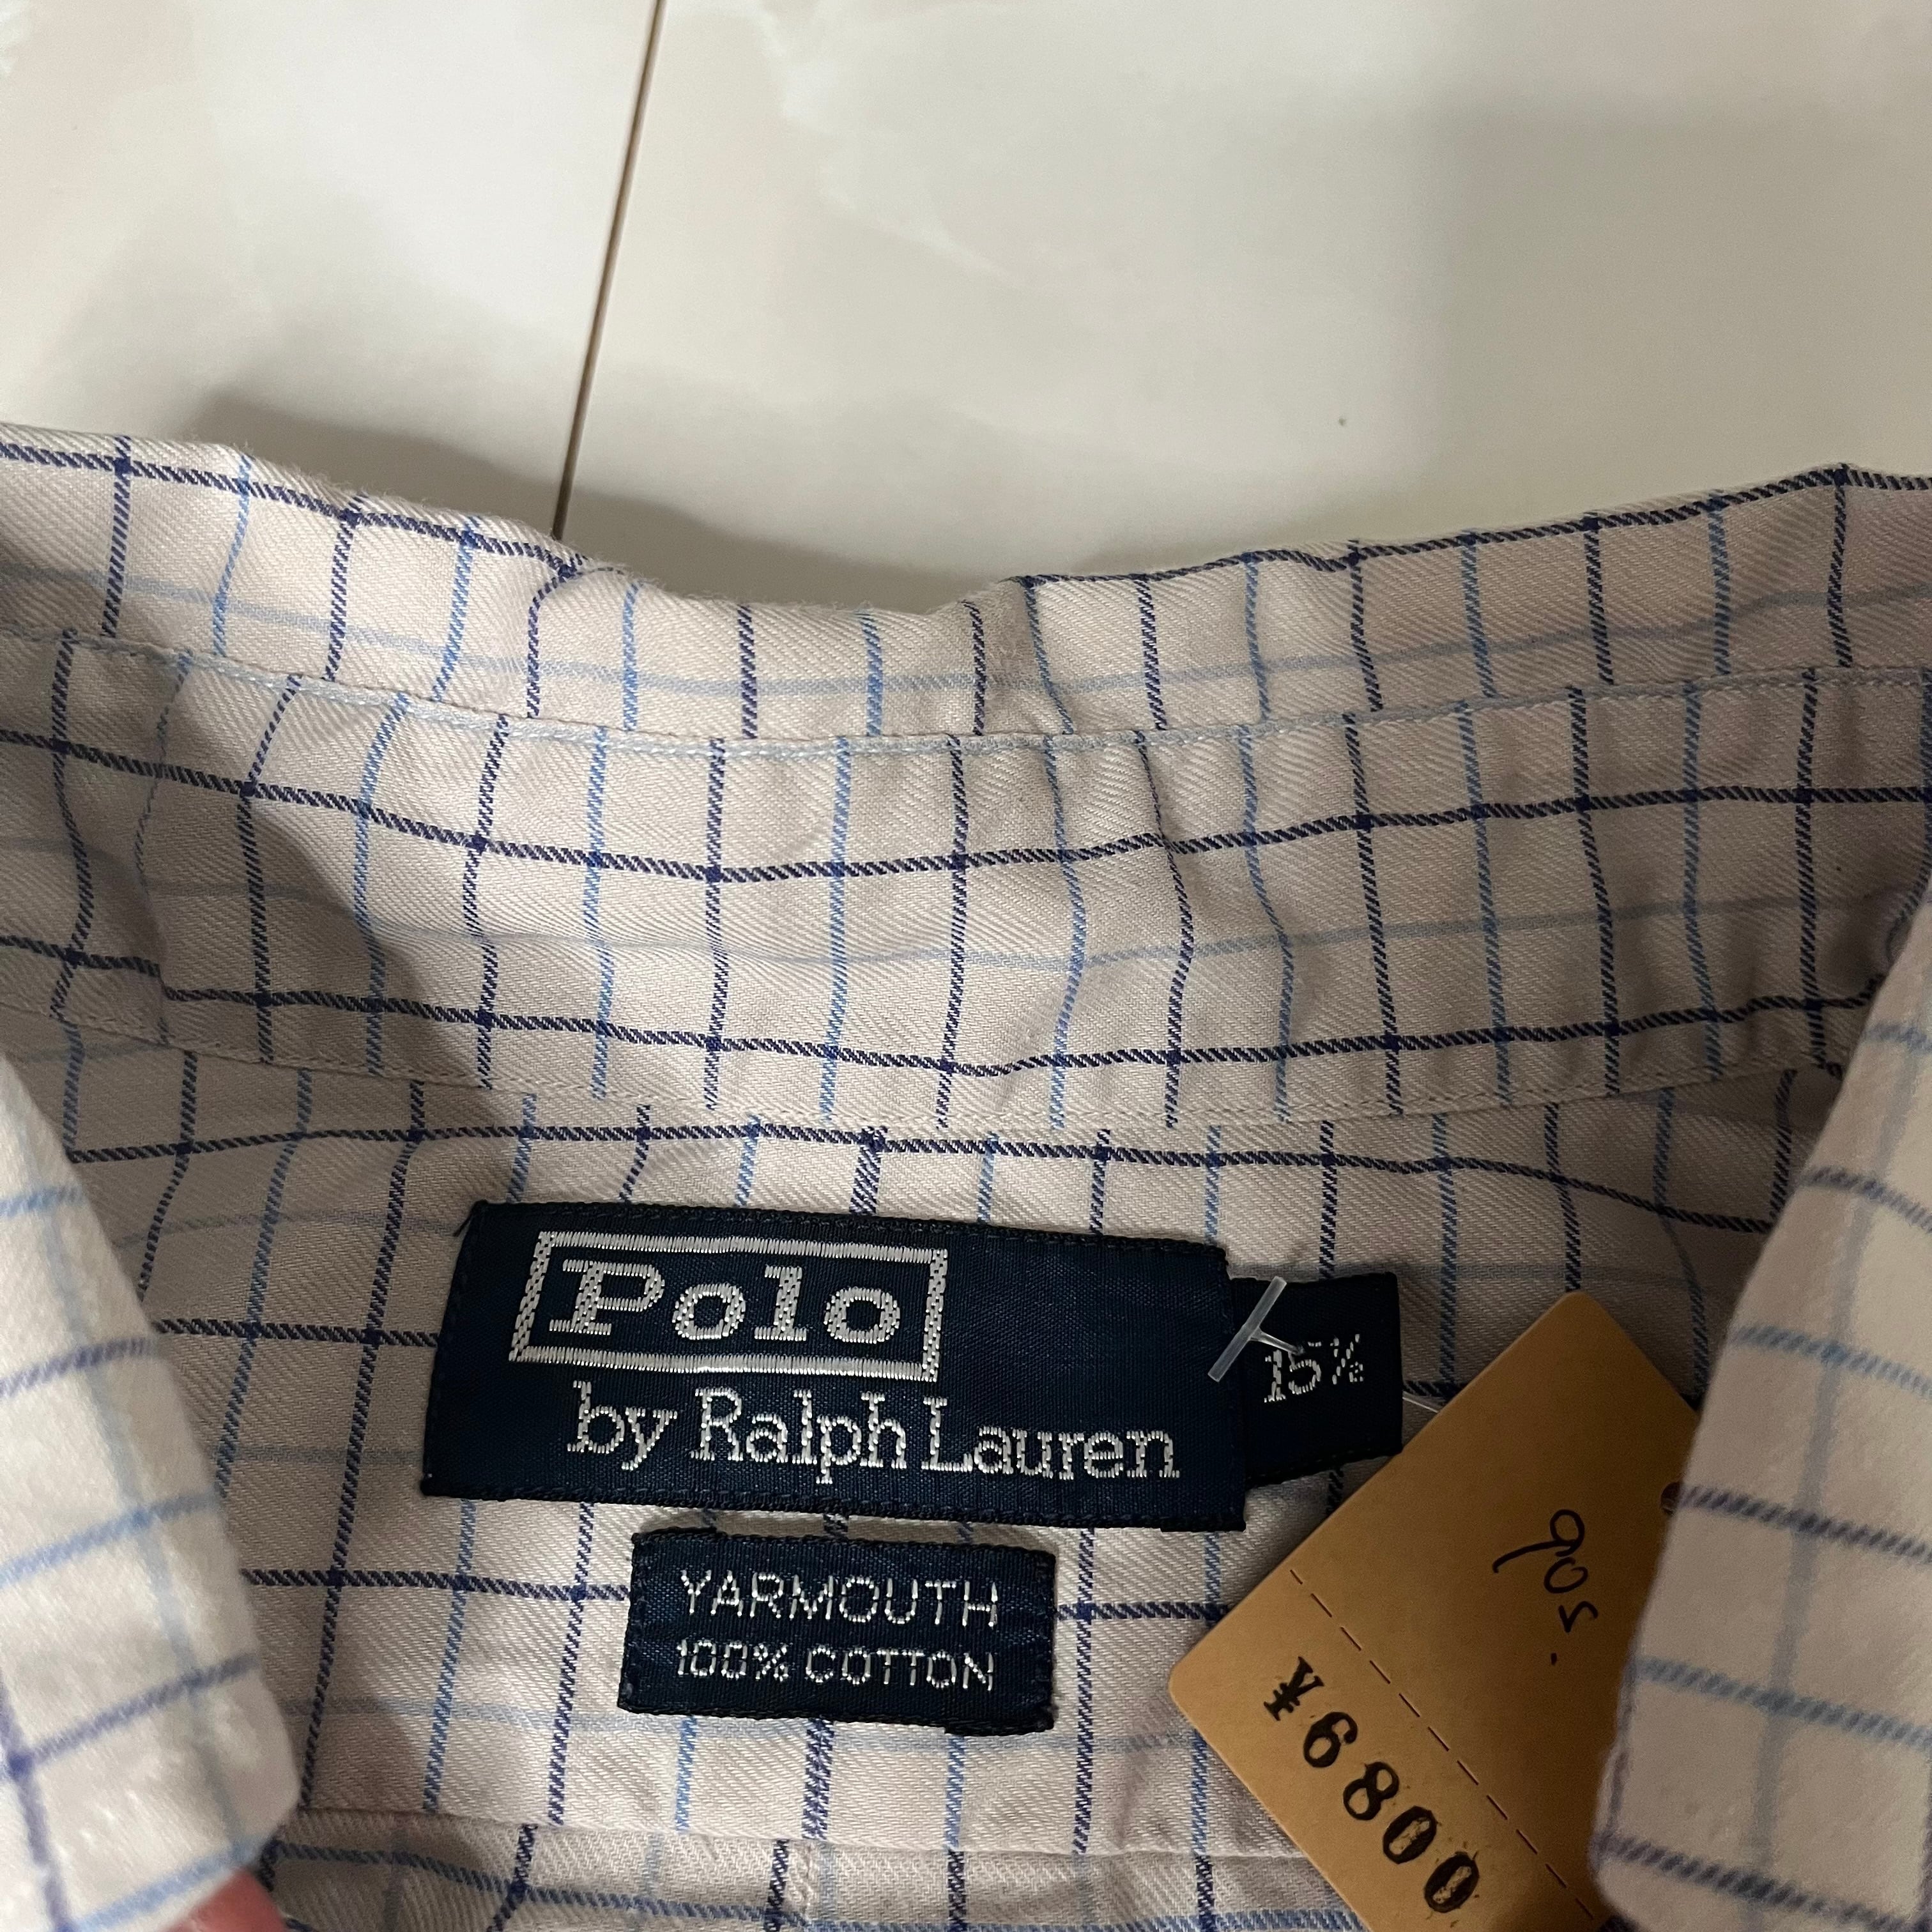 Polo
by Ralph Lauren
15½
YARMOUTH
100% COTTON
90s.
¥6800